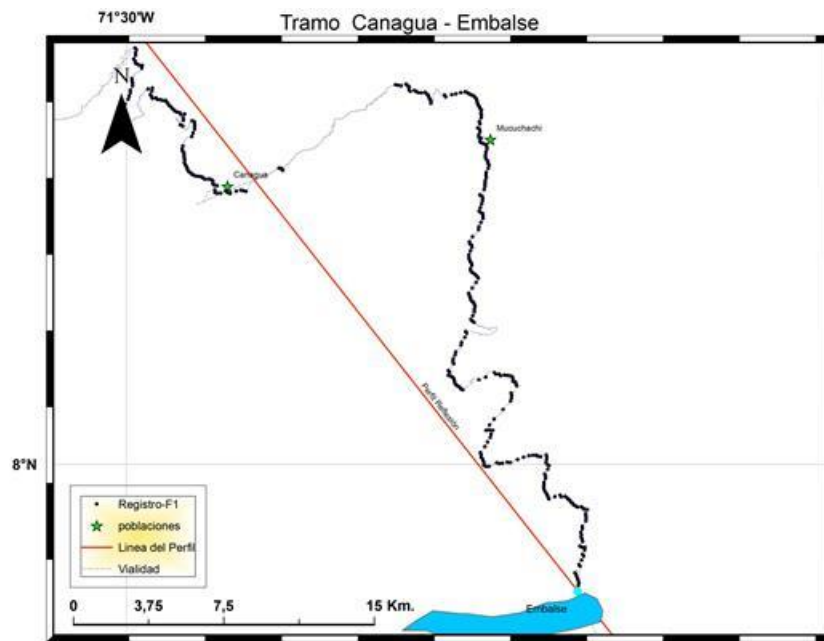 71°30"
Tramo Canagua - Embalse
N
Mucuchachi
Canagua
Perfil Reflexión
8°N
Registro-F1
poblaciones
Linea del Perfil
Vialidad
0 3,75 7,5 15 Km.
Embalse